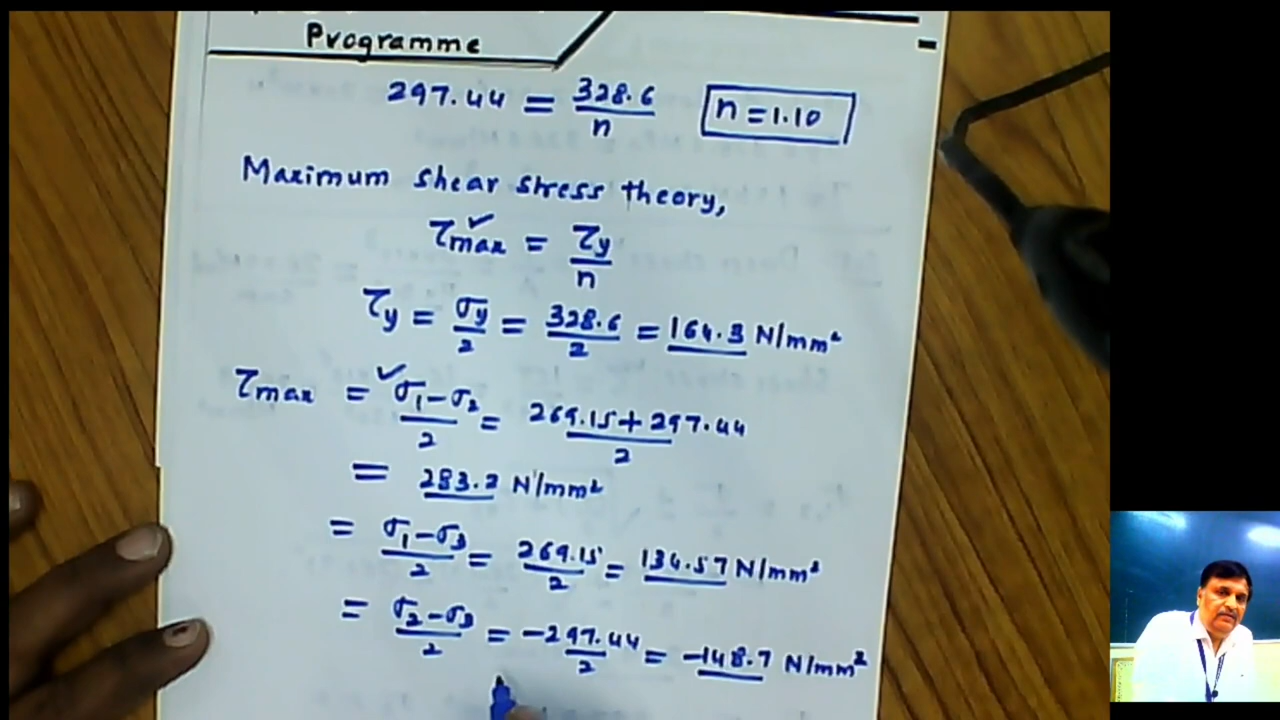 Programme
297.44 = 328.6/n   n = 1.10
Maximum shear stress theory,
τmax ✓ = τy/n
τy = σy/2 = 328.6/2 = 164.3 N/mm²
τmax = ✓ σ1-σ2/2 = 269.15+297.44/2
= 283.2 N/mm²
= σ1-σ3/2 = 269.15/2 = 134.57 N/mm²
= σ2-σ3/2 = -297.44/2 = -148.7 N/mm²